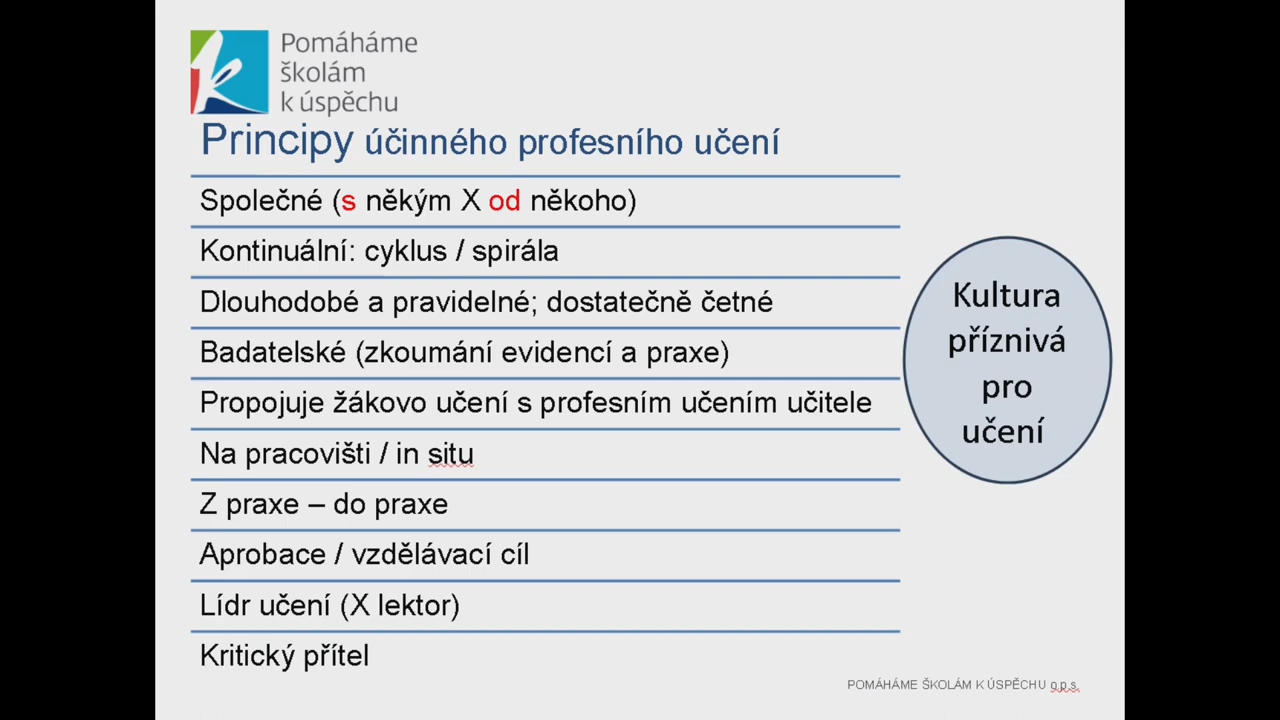 Pomáháme
školám
k úspěchu
Principy účinného profesního učení
Společné (s někým X od někoho)
Kontinuální: cyklus / spirála
Dlouhodobé a pravidelné; dostatečně četné
Badatelské (zkoumání evidencí a praxe)
Propojuje žákovo učení s profesním učením učitele
Na pracovišti / in situ
Z praxe – do praxe
Aprobace / vzdělávací cíl
Lídr učení (X lektor)
Kritický přítel
Kultura
příznivá
pro
učení
POMÁHÁME ŠKOLÁM K ÚSPĚCHU o.p.s.